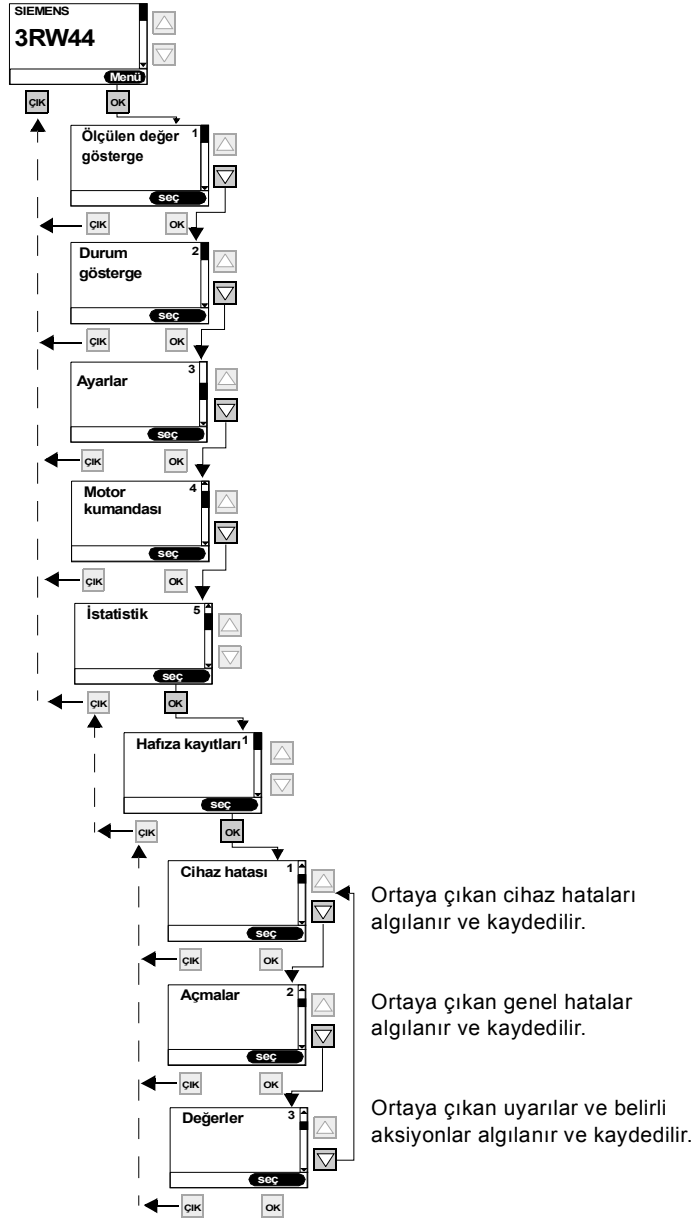 SIEMENS
3RW44
Menü
ÇIK
OK
Ölçülen değer 1
gösterge
seç
ÇIK
OK
Durum 2
gösterge
seç
ÇIK
OK
Ayarlar 3
seç
ÇIK
OK
Motor 4
kumandası
seç
ÇIK
OK
İstatistik 5
seç
ÇIK
OK
Hafıza kayıtları 1
seç
ÇIK
OK
Cihaz hatası 1
seç
Ortaya çıkan cihaz hataları
algılanır ve kaydedilir.
ÇIK
OK
Açmalar 2
seç
Ortaya çıkan genel hatalar
algılanır ve kaydedilir.
ÇIK
OK
Değerler 3
seç
Ortaya çıkan uyarılar ve belirli
aksiyonlar algılanır ve kaydedilir.
ÇIK
OK